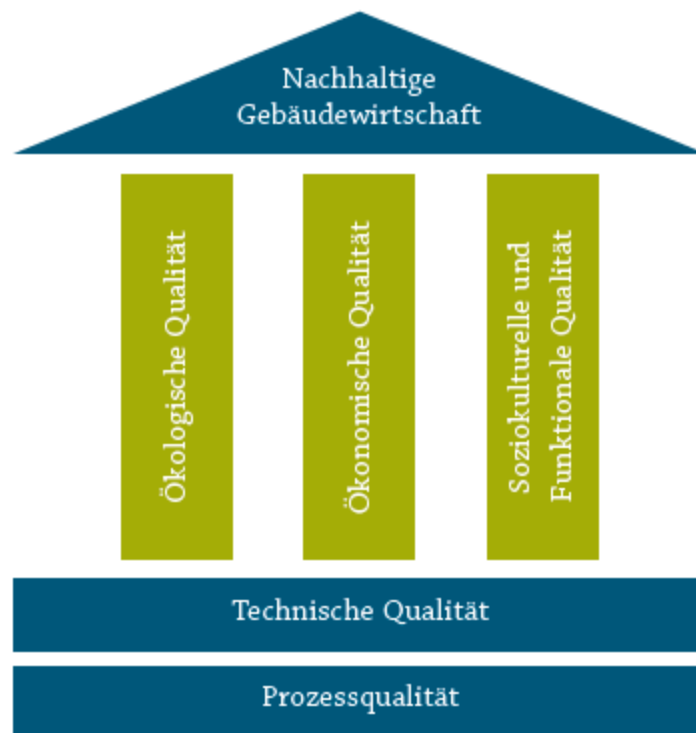 Nachhaltige
Gebäudewirtschaft
Ökologische Qualität
Ökonomische Qualität
Soziokulturelle und
Funktionale Qualität
Technische Qualität
Prozessqualität